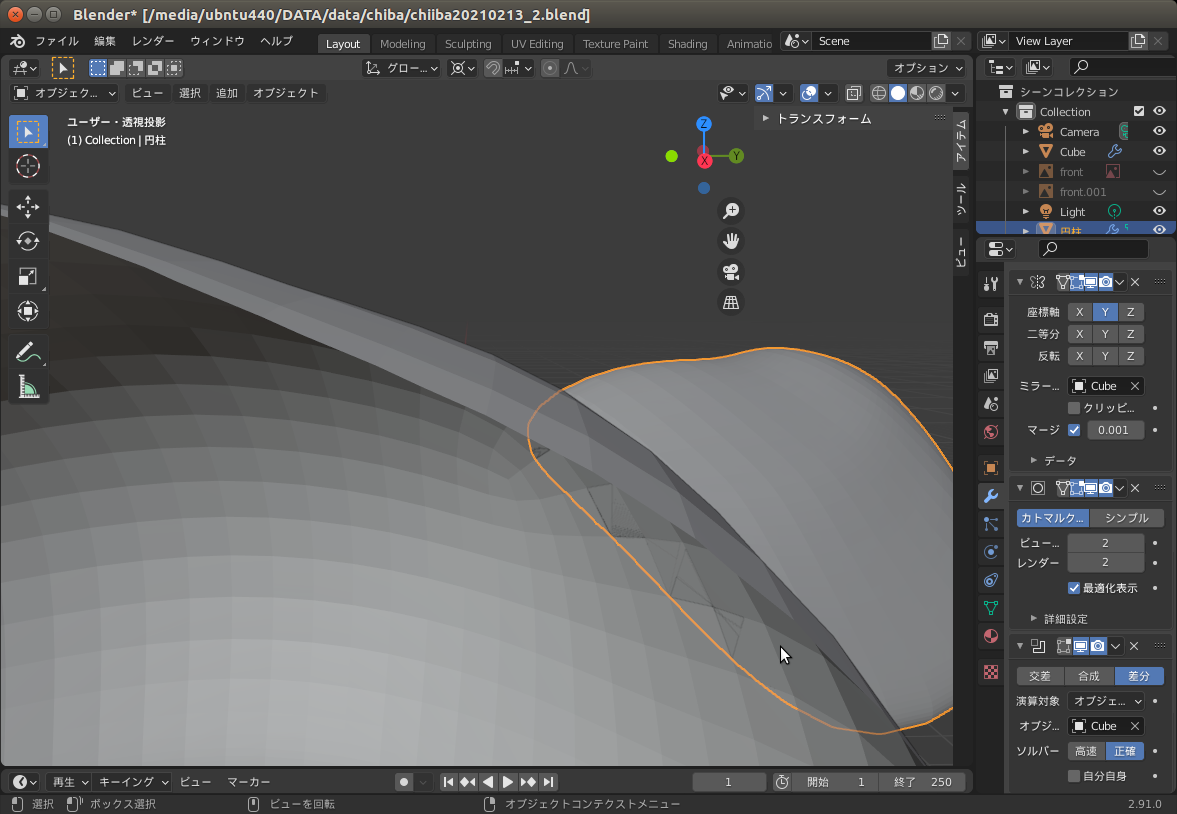 Blender* [/media/ubntu440/DATA/data/chiba/chiiba20210213_2.blend]
ファイル 編集 レンダー ウィンドウ ヘルプ Layout Modeling Sculpting UV Editing Texture Paint Shading Animatio Scene View Layer
グロー... オプション
オブジェク... ビュー 選択 追加 オブジェクト
ユーザー・透視投影
(1) Collection | 円柱
Z
Y
X
トランスフォーム
アイテム
ツール
ビュー
シーンコレクション
Collection
Camera
Cube
front
front.001
Light
円柱
座標軸 X Y Z
二等分 X Y Z
反転 X Y Z
ミラー... Cube
クリッピ...
マージ 0.001
データ
カトマルク... シンプル
ビュー... 2
レンダー 2
最適化表示
詳細設定
交差 合成 差分
演算対象 オブジェ...
オブジ... Cube
ソルバー 高速 正確
自分自身
再生 キーイング ビュー マーカー 1 開始 1 終了 250
選択 ボックス選択 ビューを回転 オブジェクトコンテクストメニュー 2.91.0